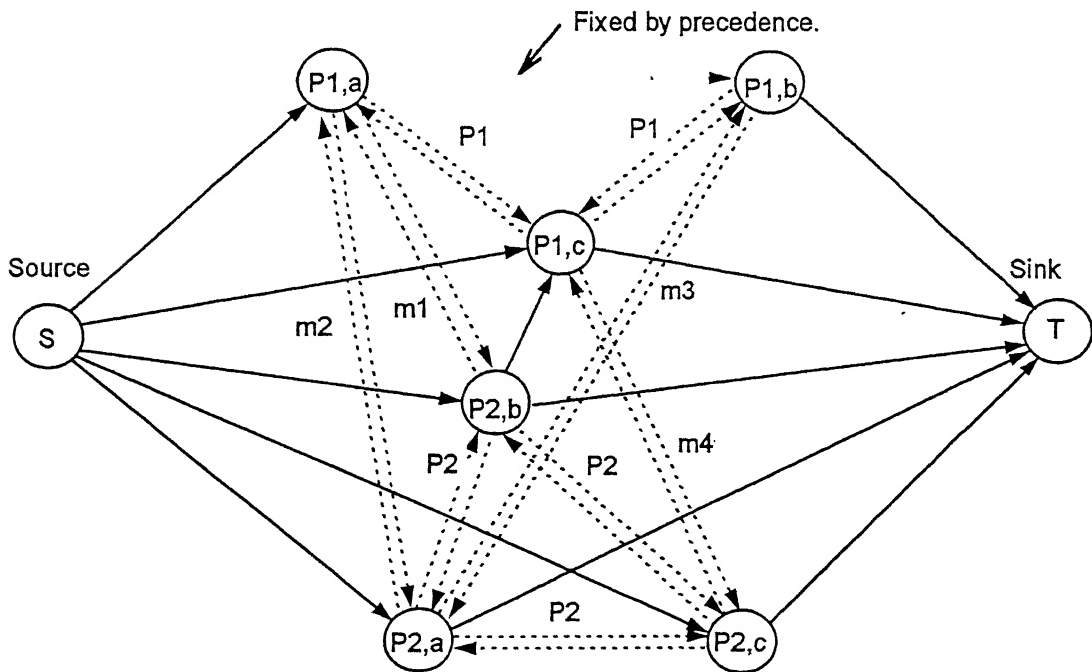 Fixed by precedence.
P1,a
P1,b
P1
P1
P1,c
Source
Sink
m3
m2
m1
S
T
P2,b
P2
P2
m4
P2
P2,a
P2,c